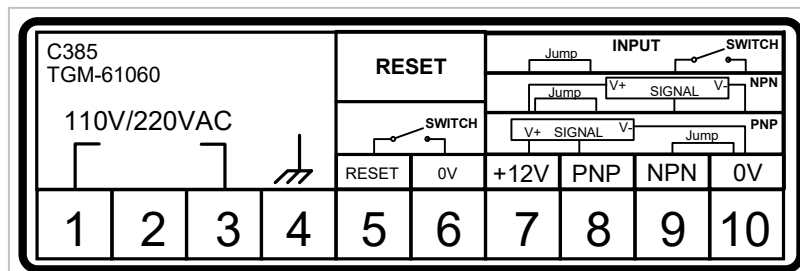 C385
TGM-61060
110V/220VAC
RESET
SWITCH
Jump INPUT SWITCH
V+ SIGNAL V- NPN
Jump
V+ SIGNAL V- PNP
Jump
RESET 0V +12V PNP NPN 0V
1 2 3 4 5 6 7 8 9 10